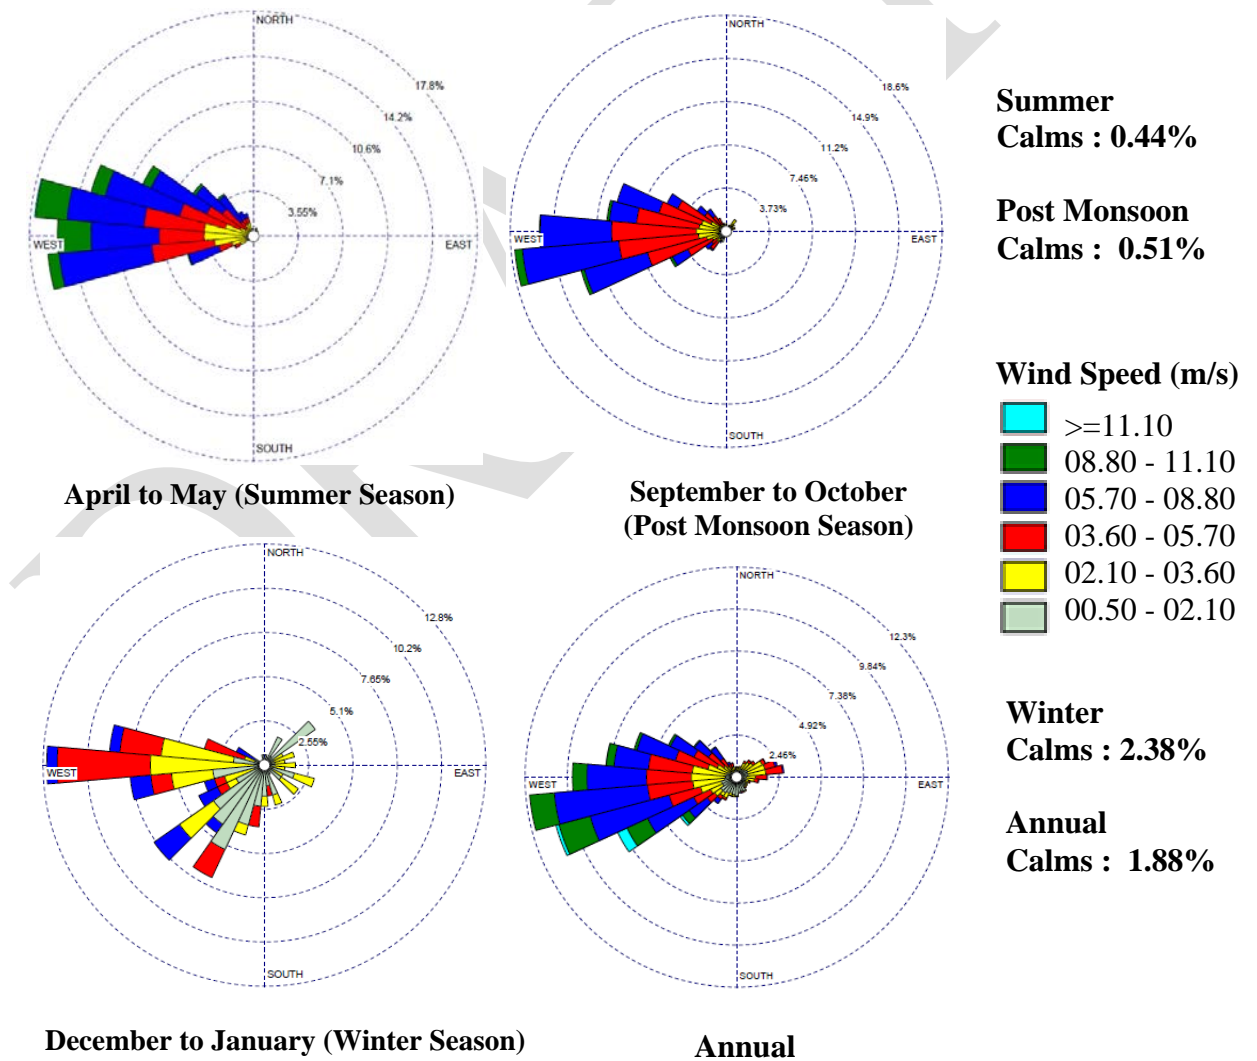 NORTH
17.8%
14.2%
10.6%
7.1%
3.55%
WEST
EAST
SOUTH
April to May (Summer Season)
NORTH
18.6%
14.9%
11.2%
7.46%
3.73%
WEST
EAST
SOUTH
September to October
(Post Monsoon Season)
Summer
Calms : 0.44%
Post Monsoon
Calms : 0.51%
Wind Speed (m/s)
>=11.10
08.80 - 11.10
05.70 - 08.80
03.60 - 05.70
02.10 - 03.60
00.50 - 02.10
NORTH
12.8%
10.2%
7.65%
5.1%
2.55%
WEST
EAST
SOUTH
December to January (Winter Season)
NORTH
12.3%
9.84%
7.38%
4.92%
2.46%
WEST
EAST
SOUTH
Annual
Winter
Calms : 2.38%
Annual
Calms : 1.88%